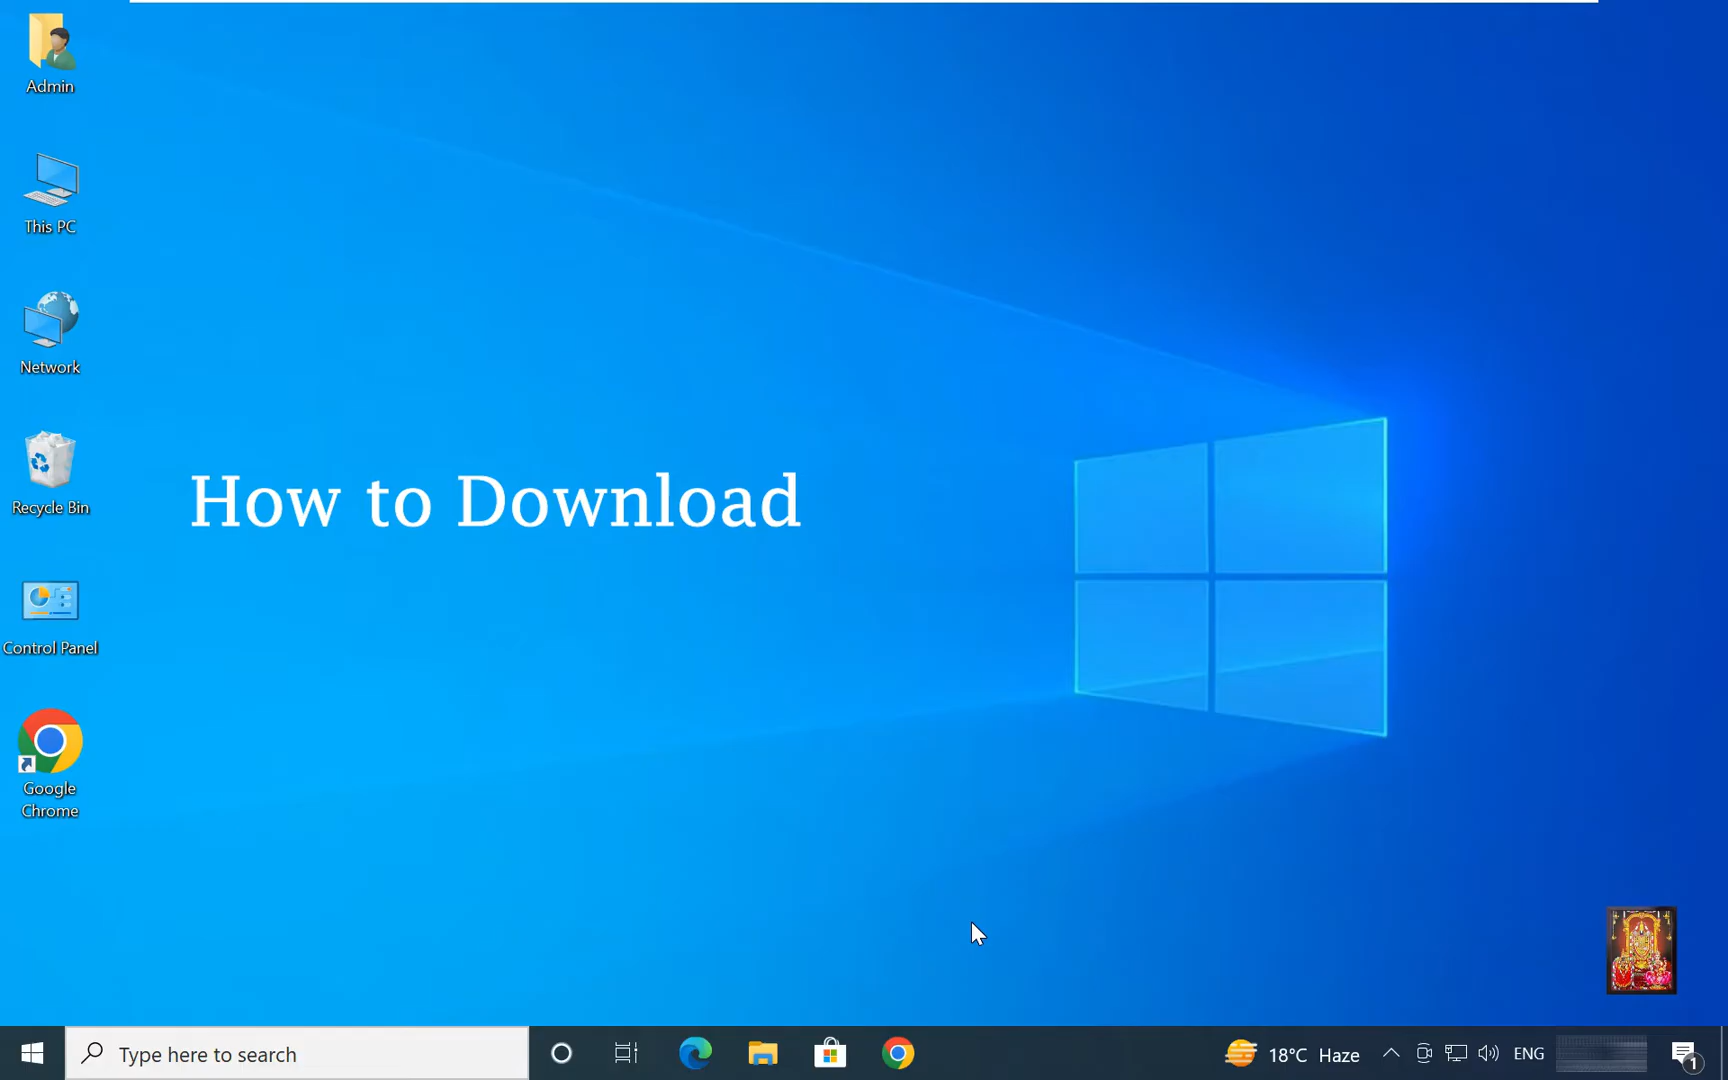 Admin
This PC
Network
Recycle Bin
How to Download
Control Panel
Google
Chrome
Type here to search
18°C Haze
ENG
1